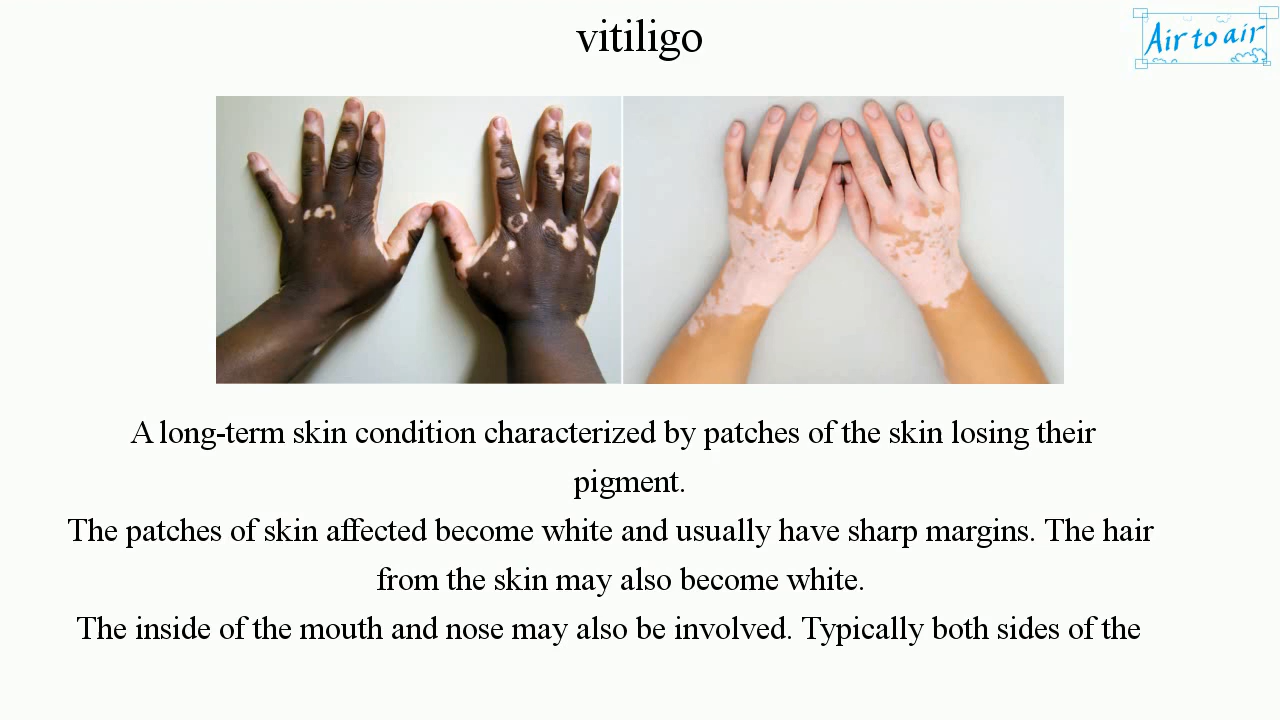 vitiligo
Air to air
A long-term skin condition characterized by patches of the skin losing their
pigment.
The patches of skin affected become white and usually have sharp margins. The hair
from the skin may also become white.
The inside of the mouth and nose may also be involved. Typically both sides of the